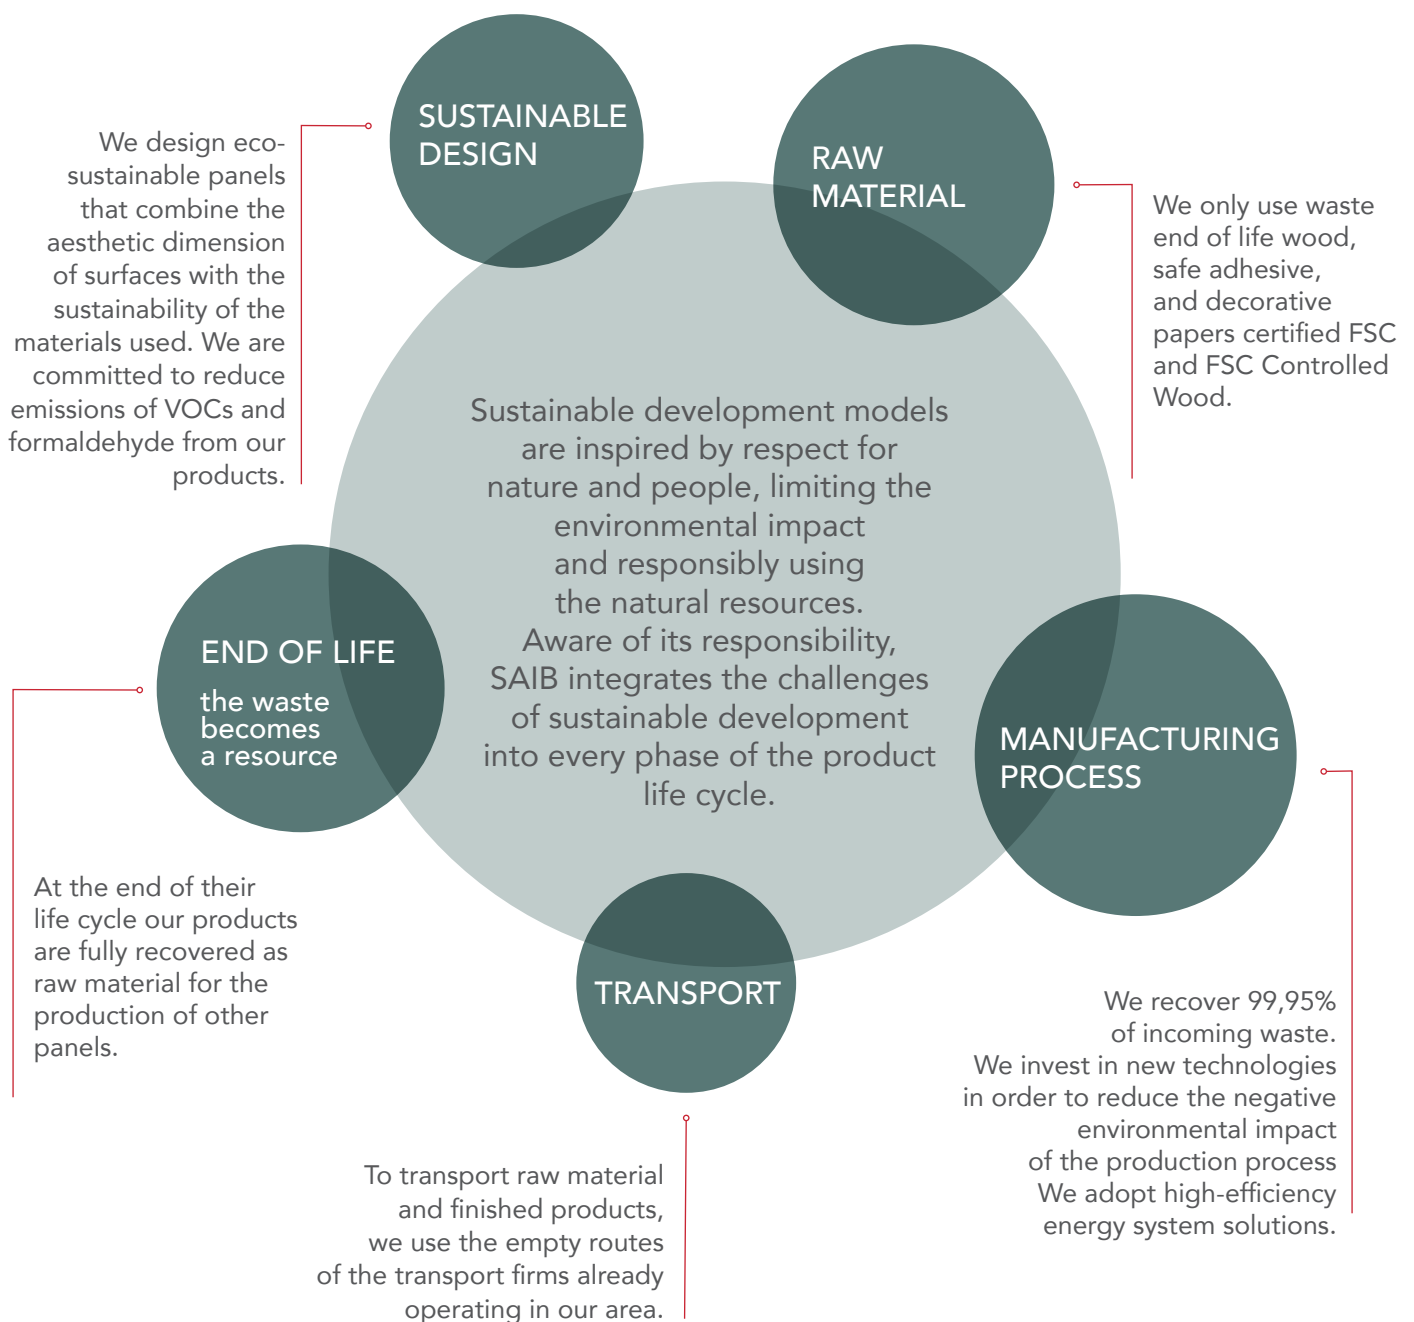 SUSTAINABLE
DESIGN
We design eco-
sustainable panels
that combine the
aesthetic dimension
of surfaces with the
sustainability of the
materials used. We are
committed to reduce
emissions of VOCs and
formaldehyde from our
products.
RAW
MATERIAL
We only use waste
end of life wood,
safe adhesive,
and decorative
papers certified FSC
and FSC Controlled
Wood.
Sustainable development models
are inspired by respect for
nature and people, limiting the
environmental impact
and responsibly using
the natural resources.
Aware of its responsibility,
SAIB integrates the challenges
of sustainable development
into every phase of the product
life cycle.
END OF LIFE
the waste
becomes
a resource
At the end of their
life cycle our products
are fully recovered as
raw material for the
production of other
panels.
MANUFACTURING
PROCESS
We recover 99,95%
of incoming waste.
We invest in new technologies
in order to reduce the negative
environmental impact
of the production process
We adopt high-efficiency
energy system solutions.
TRANSPORT
To transport raw material
and finished products,
we use the empty routes
of the transport firms already
operating in our area.